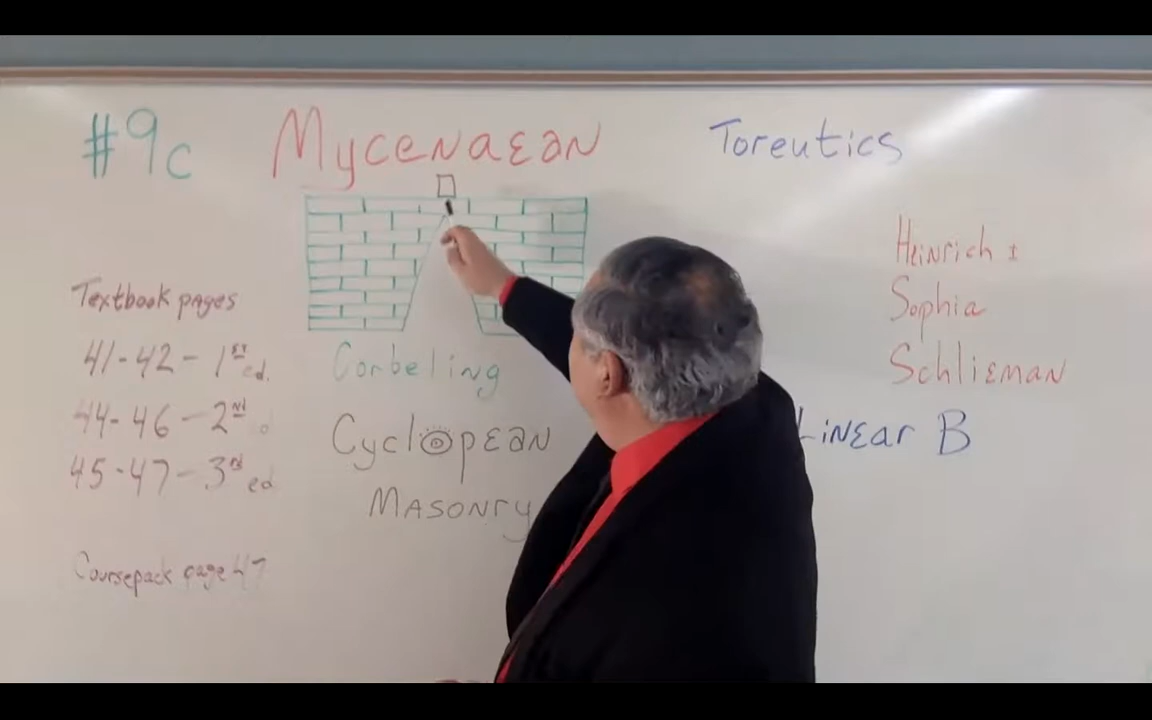 #9c
Mycenaean
Toreutics
Textbook pages
41-42 - 1st ed.
44-46 - 2nd
45-47 - 3rd ed
Coursepack page 47
Corbeling
Cyclopean
Masonry
Heinrich ±
Sophia
Schlieman
Linear B